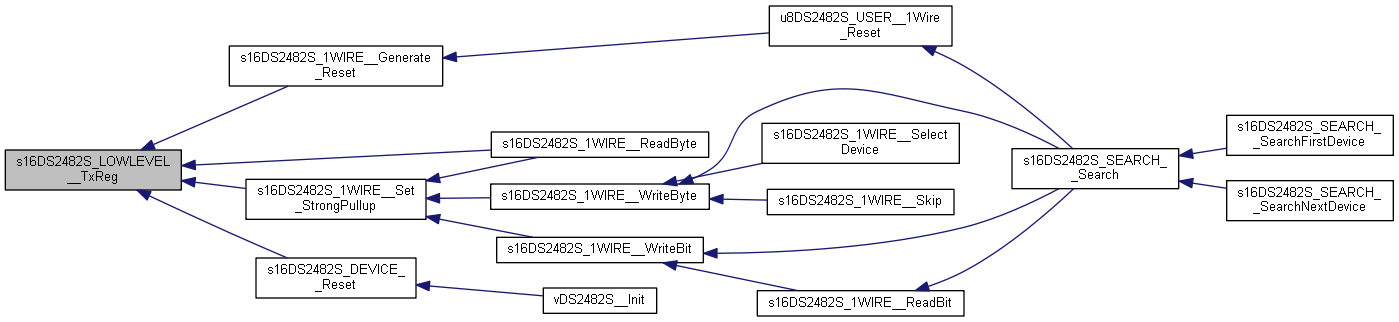 s16DS2482S_LOWLEVEL
__TxReg
s16DS2482S_1WIRE__Generate
_Reset
u8DS2482S_USER__1Wire
_Reset
s16DS2482S_1WIRE__ReadByte
s16DS2482S_1WIRE__Set
_StrongPullup
s16DS2482S_1WIRE__WriteByte
s16DS2482S_1WIRE__WriteBit
s16DS2482S_DEVICE_
_Reset
vDS2482S__Init
s16DS2482S_1WIRE__Select
Device
s16DS2482S_1WIRE__Skip
s16DS2482S_1WIRE__ReadBit
s16DS2482S_SEARCH_
_Search
s16DS2482S_SEARCH_
_SearchFirstDevice
s16DS2482S_SEARCH_
_SearchNextDevice